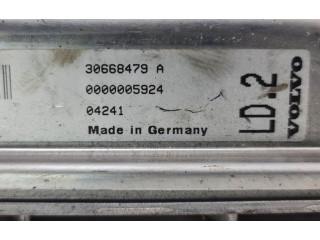 30668479 A
0000005924
04241
Made in Germany
LD.2
VOLVO